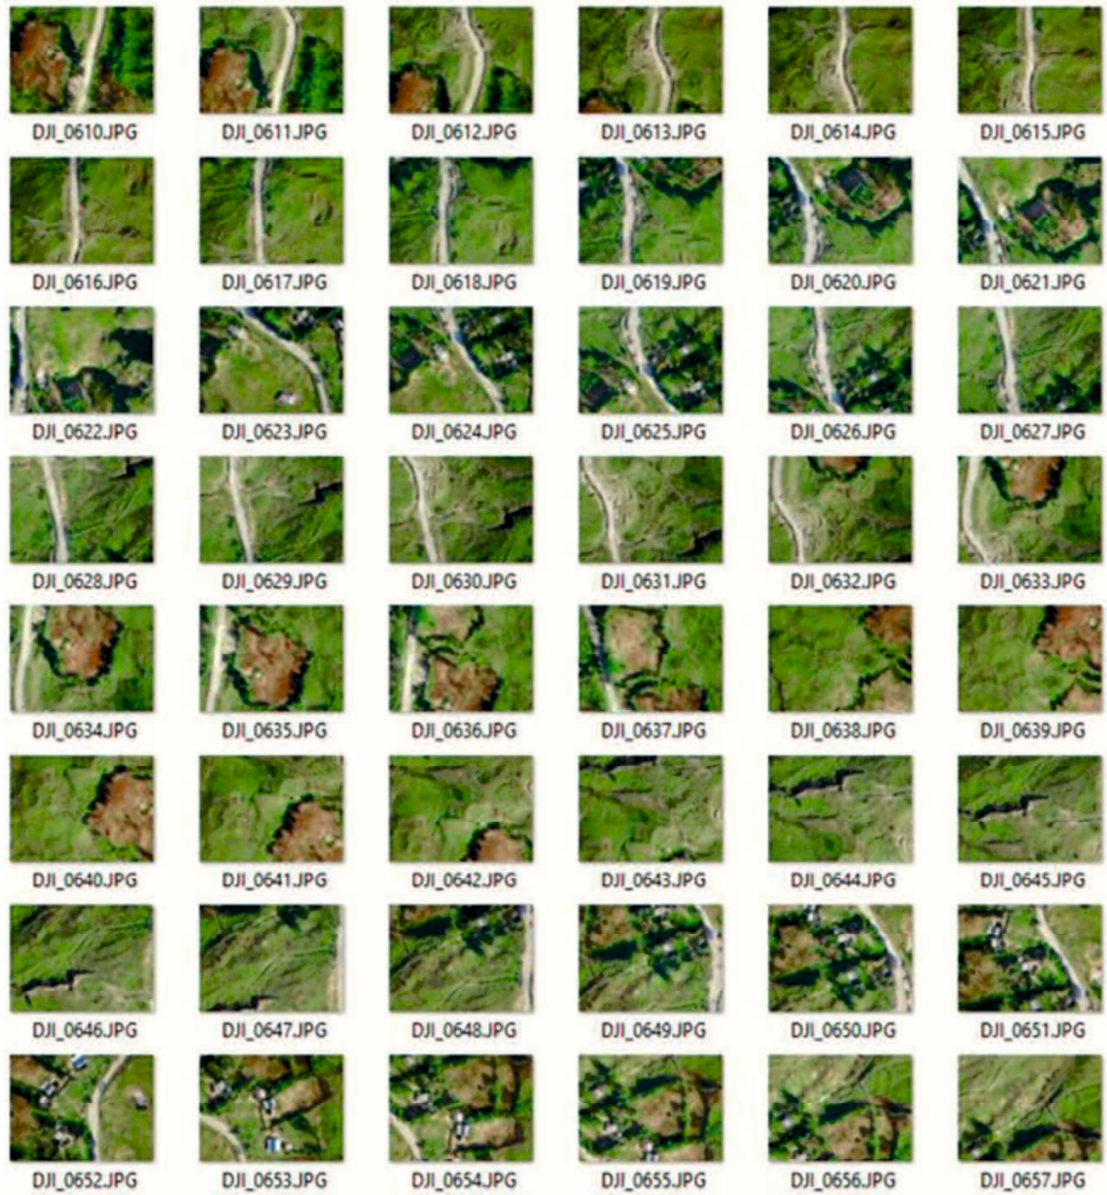 DJI_0610.JPG DJI_0611.JPG DJI_0612.JPG DJI_0613.JPG DJI_0614.JPG DJI_0615.JPG
DJI_0616.JPG DJI_0617.JPG DJI_0618.JPG DJI_0619.JPG DJI_0620.JPG DJI_0621.JPG
DJI_0622.JPG DJI_0623.JPG DJI_0624.JPG DJI_0625.JPG DJI_0626.JPG DJI_0627.JPG
DJI_0628.JPG DJI_0629.JPG DJI_0630.JPG DJI_0631.JPG DJI_0632.JPG DJI_0633.JPG
DJI_0634.JPG DJI_0635.JPG DJI_0636.JPG DJI_0637.JPG DJI_0638.JPG DJI_0639.JPG
DJI_0640.JPG DJI_0641.JPG DJI_0642.JPG DJI_0643.JPG DJI_0644.JPG DJI_0645.JPG
DJI_0646.JPG DJI_0647.JPG DJI_0648.JPG DJI_0649.JPG DJI_0650.JPG DJI_0651.JPG
DJI_0652.JPG DJI_0653.JPG DJI_0654.JPG DJI_0655.JPG DJI_0656.JPG DJI_0657.JPG